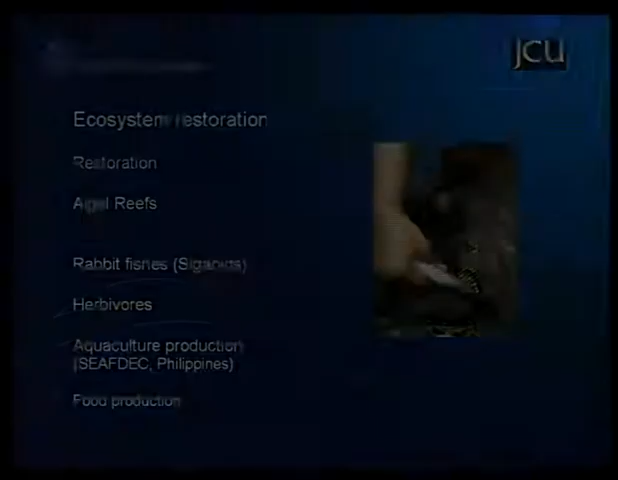 JCU
Ecosystem restoration
Restoration
Algal Reefs
Rabbit fishes (Siganids)
Herbivores
Aquaculture production
(SEAFDEC, Philippines)
Food production